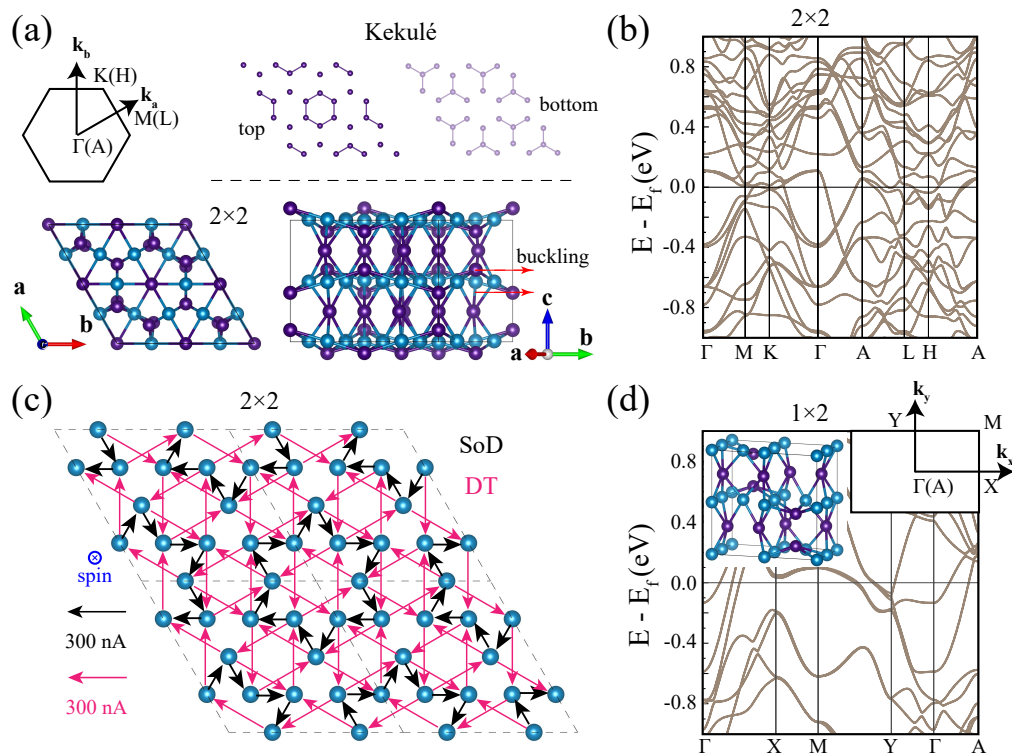 (a)
k_b
K(H)
k_a
M(L)
Γ(A)
Kekulé
top
bottom
2×2
buckling
a
b
c
a
b
(b)
2×2
E - E_f (eV)
0.8
0.4
0.0
-0.4
-0.8
Γ M K Γ A L H A
(c)
2×2
SoD
DT
spin
300 nA
300 nA
(d)
1×2
k_y
Y
M
k_x
Γ(A)
X
E - E_f (eV)
0.8
0.4
0.0
-0.4
-0.8
Γ X M Y Γ A